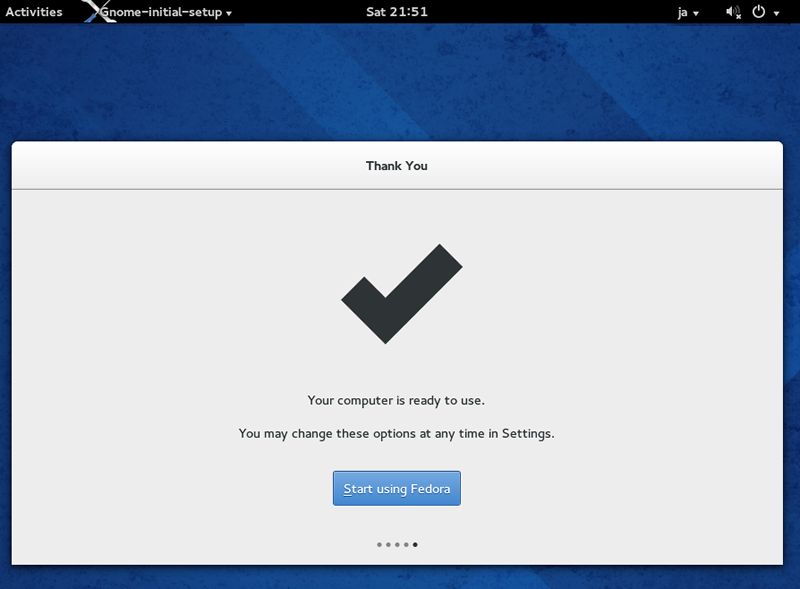 Activities Gnome-initial-setup Sat 21:51 ja
Thank You
Your computer is ready to use.
You may change these options at any time in Settings.
Start using Fedora